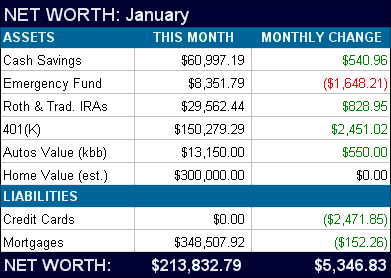 NET WORTH: January
ASSETS THIS MONTH MONTHLY CHANGE
Cash Savings $60,997.19 $540.96
Emergency Fund $8,351.79 ($1,648.21)
Roth & Trad. IRAs $29,562.44 $828.95
401(K) $150,279.29 $2,451.02
Autos Value (kbb) $13,150.00 $550.00
Home Value (est.) $300,000.00 $0.00
LIABILITIES
Credit Cards $0.00 ($2,471.85)
Mortgages $348,507.92 ($152.26)
NET WORTH: $213,832.79 $5,346.83